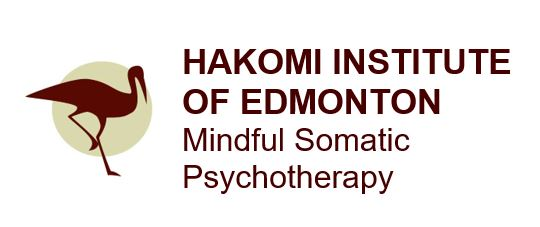 HAKOMI INSTITUTE
OF EDMONTON
Mindful Somatic
Psychotherapy